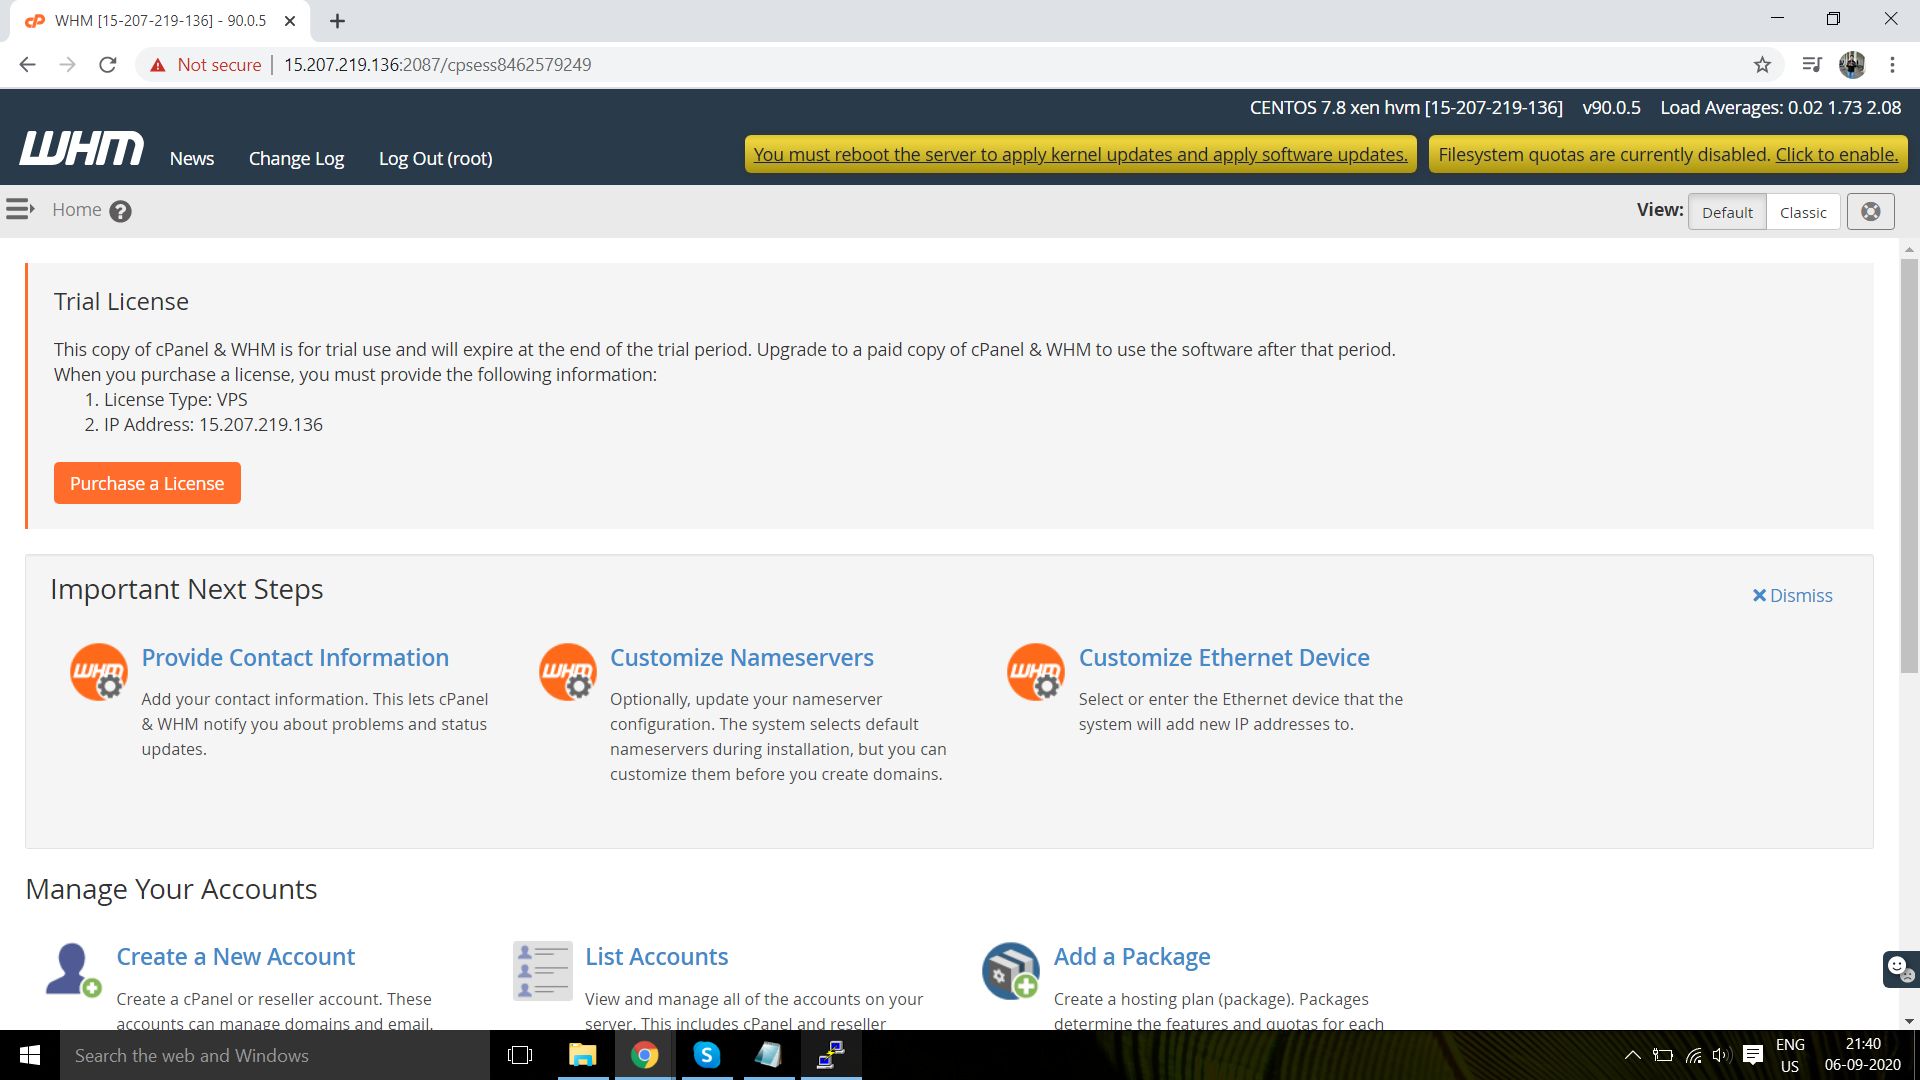 WHM [15-207-219-136] - 90.0.5
Not secure
15.207.219.136:2087/cpsess8462579249
CENTOS 7.8 xen hvm [15-207-219-136] v90.0.5 Load Averages: 0.02 1.73 2.08
WHM News Change Log Log Out (root)
You must reboot the server to apply kernel updates and apply software updates.
Filesystem quotas are currently disabled. Click to enable.
Home
View: Default Classic
Trial License
This copy of cPanel & WHM is for trial use and will expire at the end of the trial period. Upgrade to a paid copy of cPanel & WHM to use the software after that period.
When you purchase a license, you must provide the following information:
1. License Type: VPS
2. IP Address: 15.207.219.136
Purchase a License
Important Next Steps
Dismiss
Provide Contact Information
Add your contact information. This lets cPanel
& WHM notify you about problems and status
updates.
Customize Nameservers
Optionally, update your nameserver
configuration. The system selects default
nameservers during installation, but you can
customize them before you create domains.
Customize Ethernet Device
Select or enter the Ethernet device that the
system will add new IP addresses to.
Manage Your Accounts
Create a New Account
Create a cPanel or reseller account. These
accounts can manage domains and email.
List Accounts
View and manage all of the accounts on your
server. This includes cPanel and reseller
Add a Package
Create a hosting plan (package). Packages
determine the features and quotas for each
Search the web and Windows
ENG
US
21:40
06-09-2020